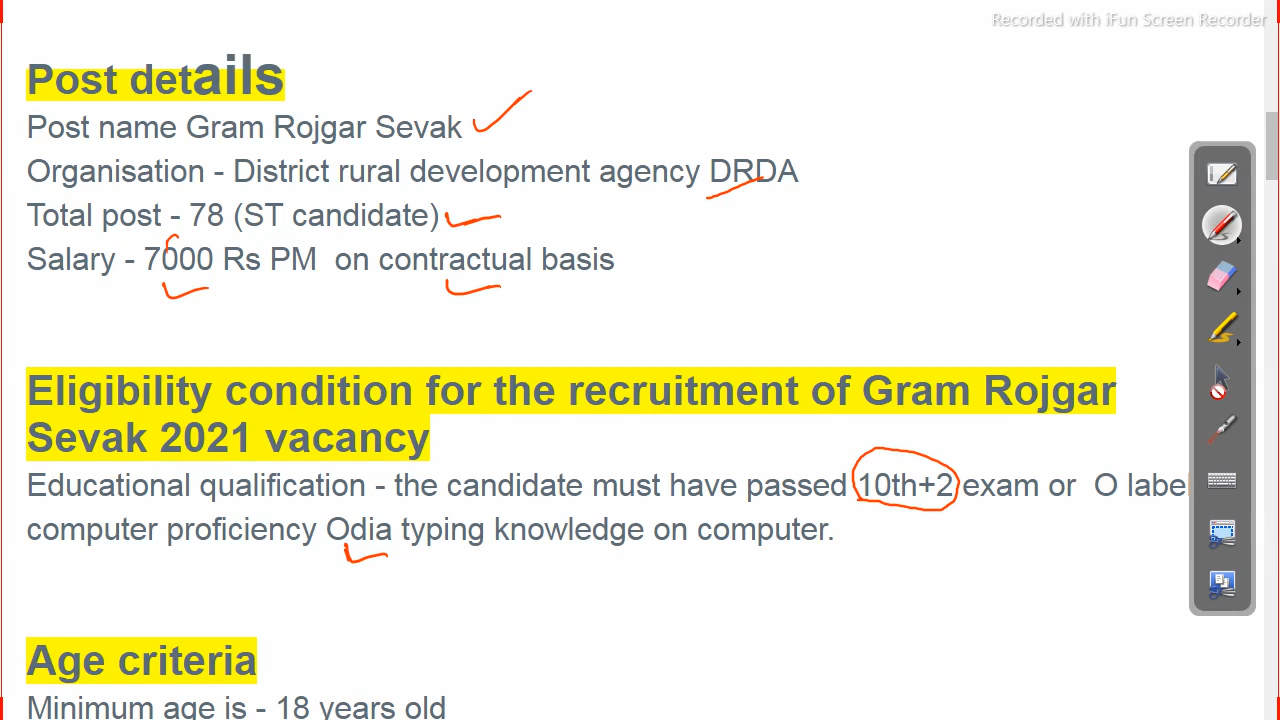 Recorded with iFun Screen Recorder
Post details
Post name Gram Rojgar Sevak
Organisation - District rural development agency DRDA
Total post - 78 (ST candidate)
Salary - 7000 Rs PM on contractual basis
Eligibility condition for the recruitment of Gram Rojgar
Sevak 2021 vacancy
Educational qualification - the candidate must have passed 10th+2 exam or O label
computer proficiency Odia typing knowledge on computer.
Age criteria
Minimum age is - 18 years old